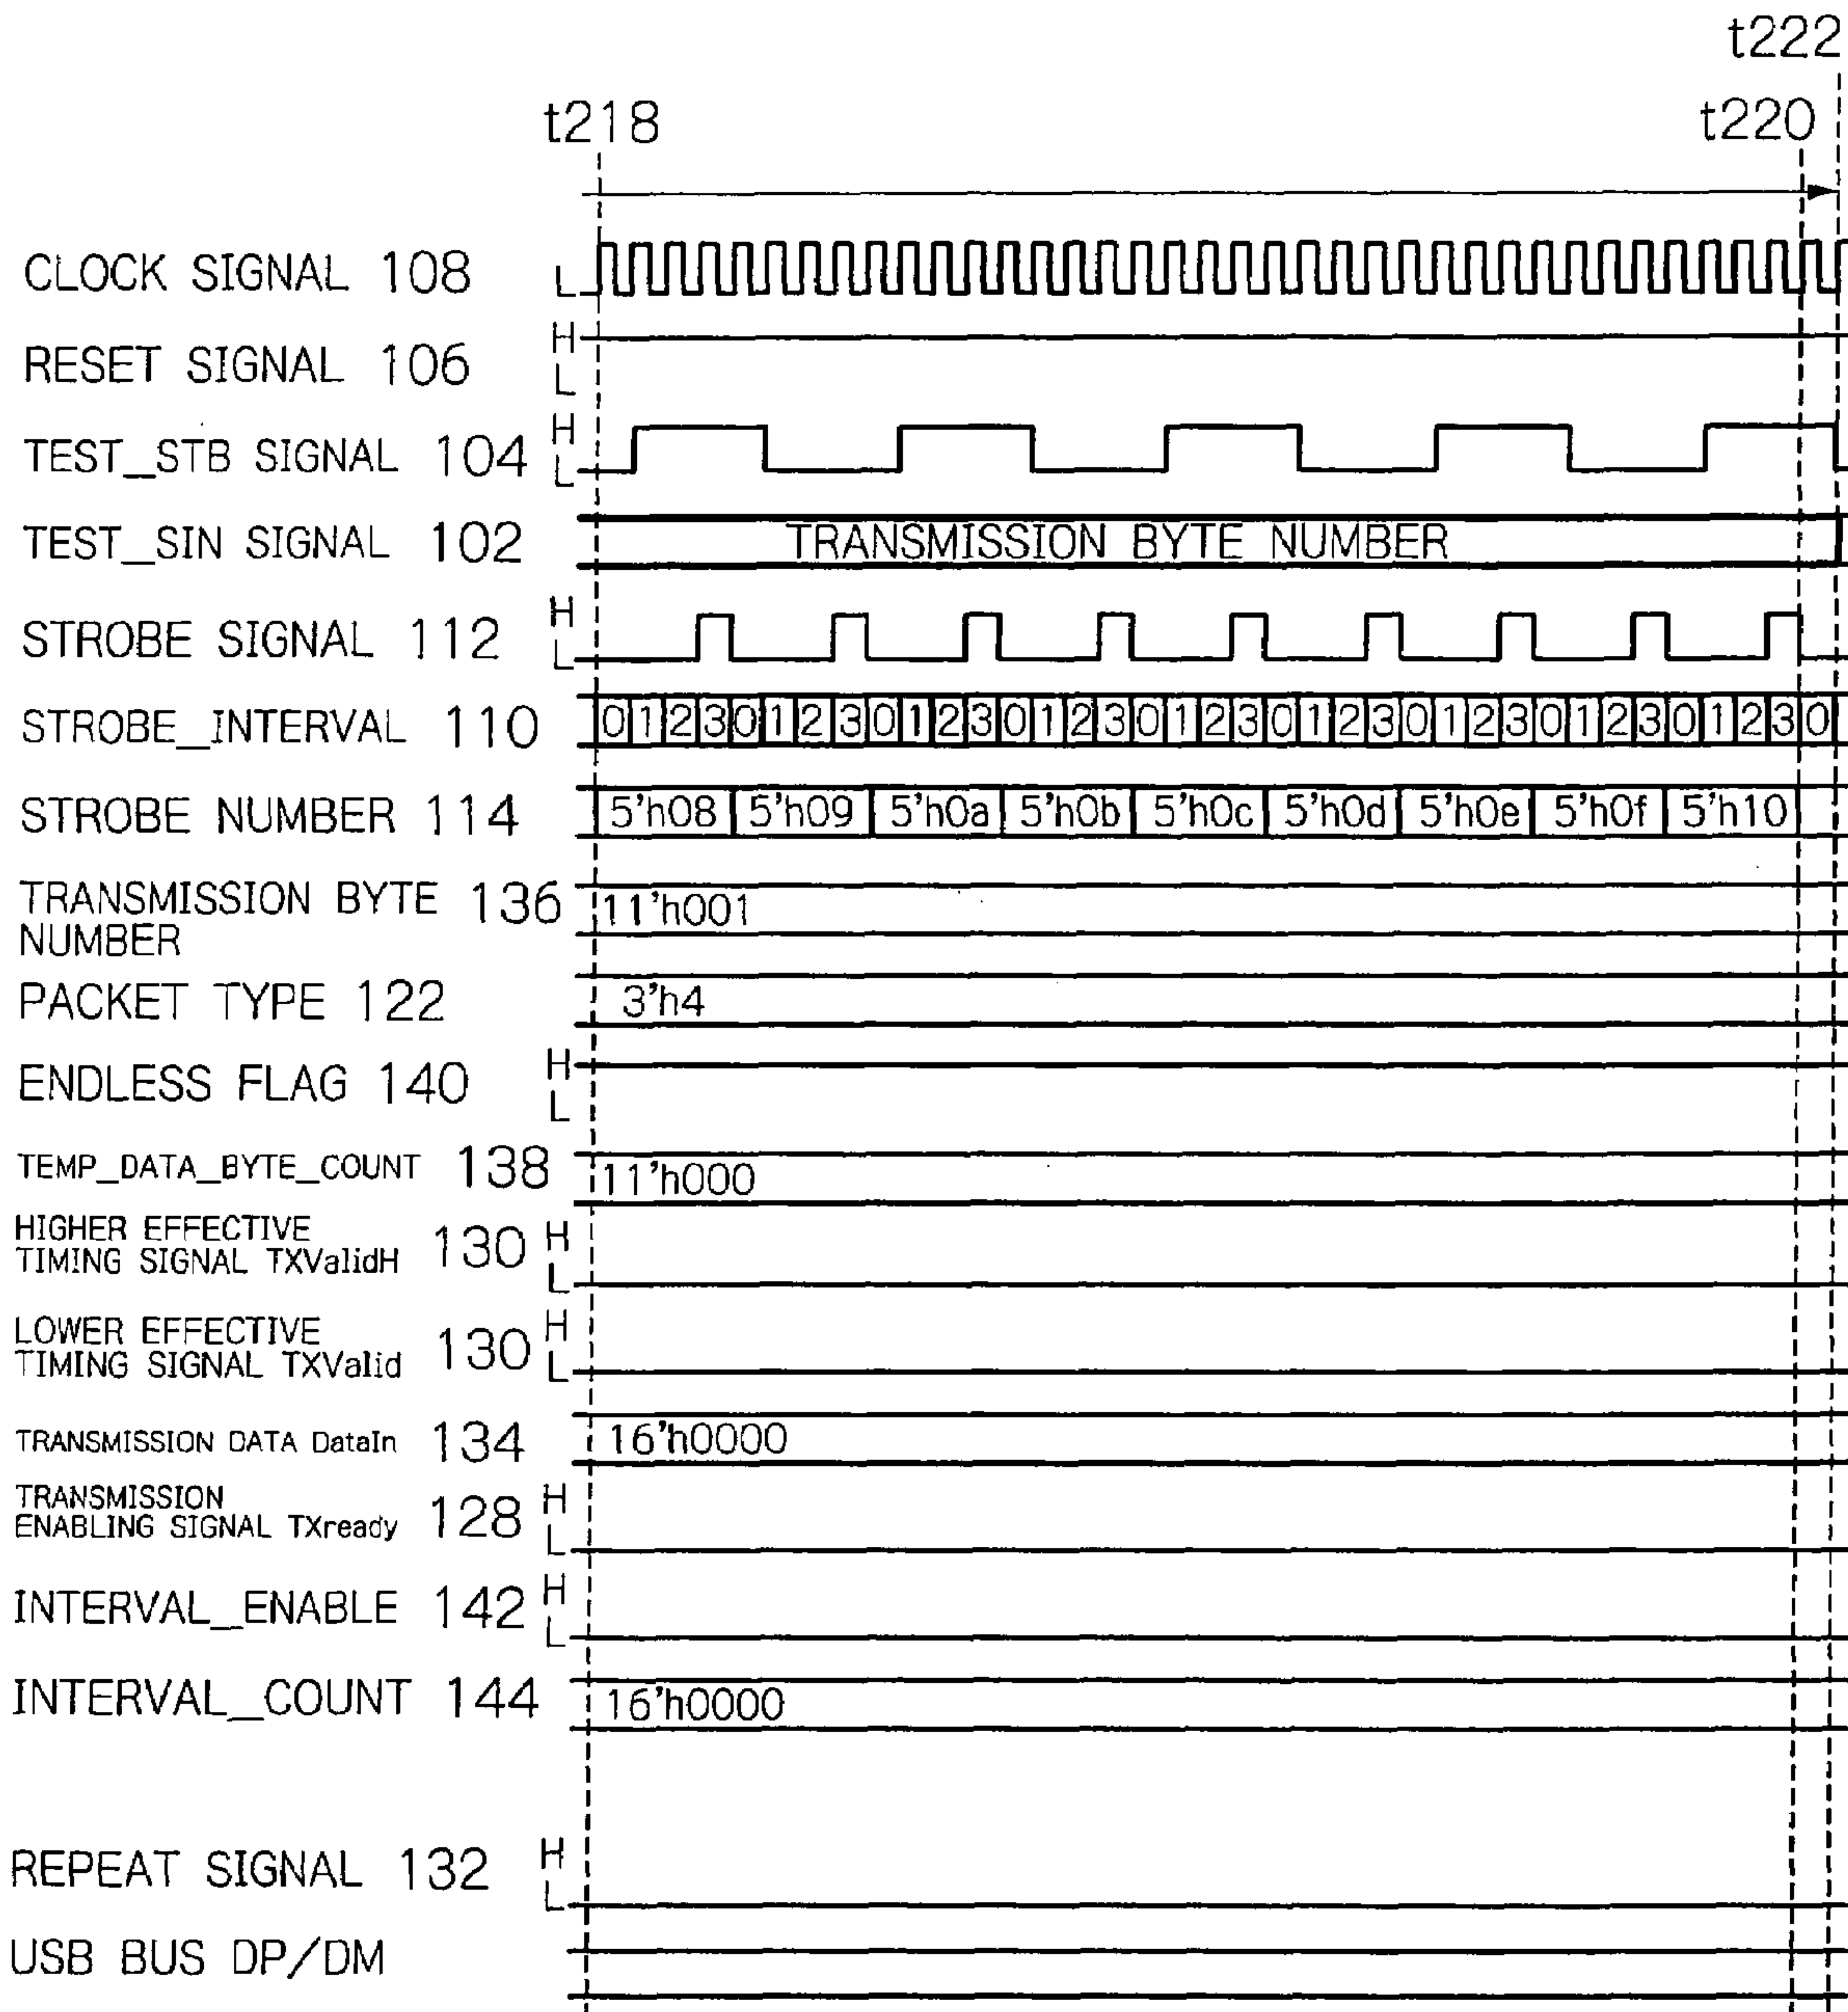 t222
t218 t220
CLOCK SIGNAL 108 L
RESET SIGNAL 106 H L
TEST_STB SIGNAL 104 H L
TEST_SIN SIGNAL 102 TRANSMISSION BYTE NUMBER
STROBE SIGNAL 112 H L
STROBE_INTERVAL 110 0 1 2 3 0 1 2 3 0 1 2 3 0 1 2 3 0 1 2 3 0 1 2 3 0 1 2 3 0 1 2 3 0 1 2 3 0
STROBE NUMBER 114 5'h08 5'h09 5'h0a 5'h0b 5'h0c 5'h0d 5'h0e 5'h0f 5'h10
TRANSMISSION BYTE 136 11'h001
NUMBER
PACKET TYPE 122 3'h4
ENDLESS FLAG 140 H L
TEMP_DATA_BYTE_COUNT 138 11'h000
HIGHER EFFECTIVE
TIMING SIGNAL TXValidH 130 H L
LOWER EFFECTIVE
TIMING SIGNAL TXValid 130 H L
TRANSMISSION DATA DataIn 134 16'h0000
TRANSMISSION
ENABLING SIGNAL TXready 128 H L
INTERVAL_ENABLE 142 H L
INTERVAL_COUNT 144 16'h0000
REPEAT SIGNAL 132 H L
USB BUS DP/DM